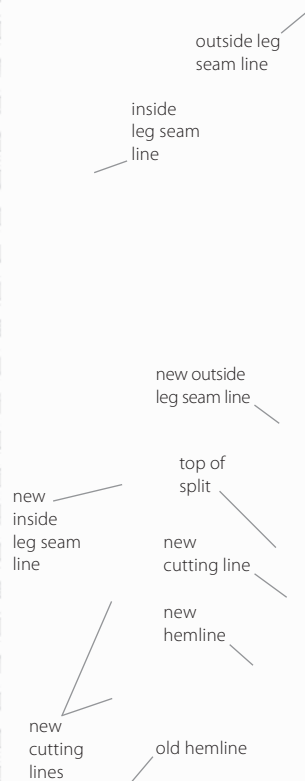 outside leg
seam line
inside
leg seam
line
new outside
leg seam line
top of
split
new
inside
leg seam
line
new
cutting line
new
hemline
new
cutting
lines
old hemline